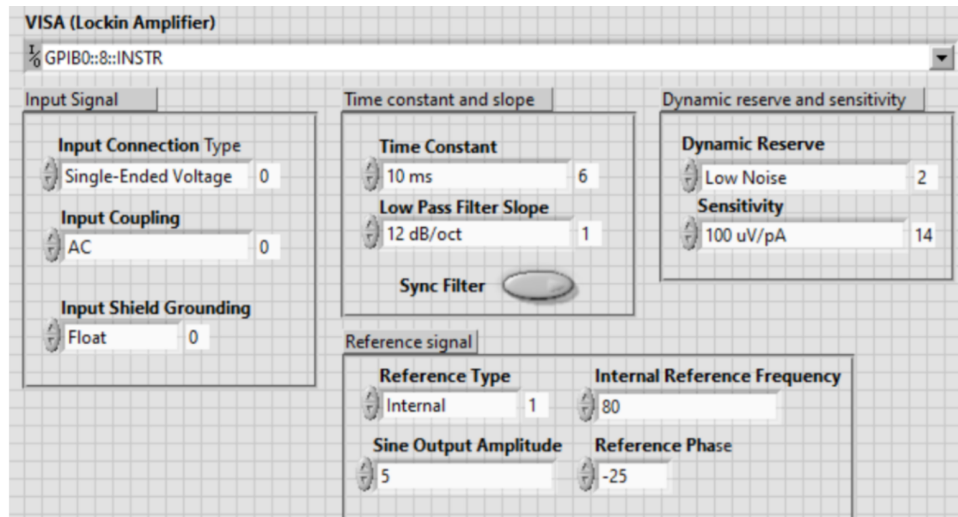 VISA (Lockin Amplifier)
I/0 GPIB0::8::INSTR
Input Signal
Input Connection Type
Single-Ended Voltage 0
Input Coupling
AC 0
Input Shield Grounding
Float 0
Time constant and slope
Time Constant
10 ms 6
Low Pass Filter Slope
12 dB/oct 1
Sync Filter
Dynamic reserve and sensitivity
Dynamic Reserve
Low Noise 2
Sensitivity
100 uV/pA 14
Reference signal
Reference Type
Internal 1
Internal Reference Frequency
80
Sine Output Amplitude
5
Reference Phase
-25